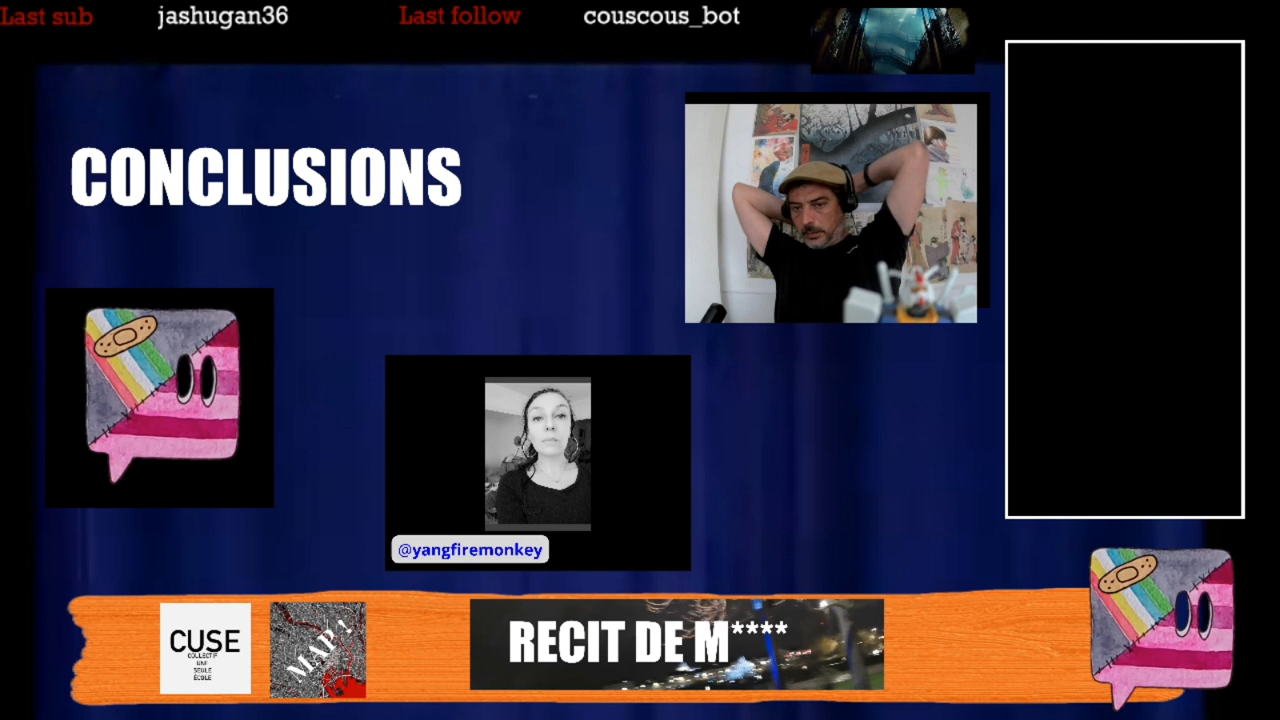 Last sub jashugan36 Last follow couscous_bot
CONCLUSIONS
@yangfiremonkey
CUSE
COLLECTIF
UNE
SEULE
ÉCOLE
MAP !
RECIT DE M****